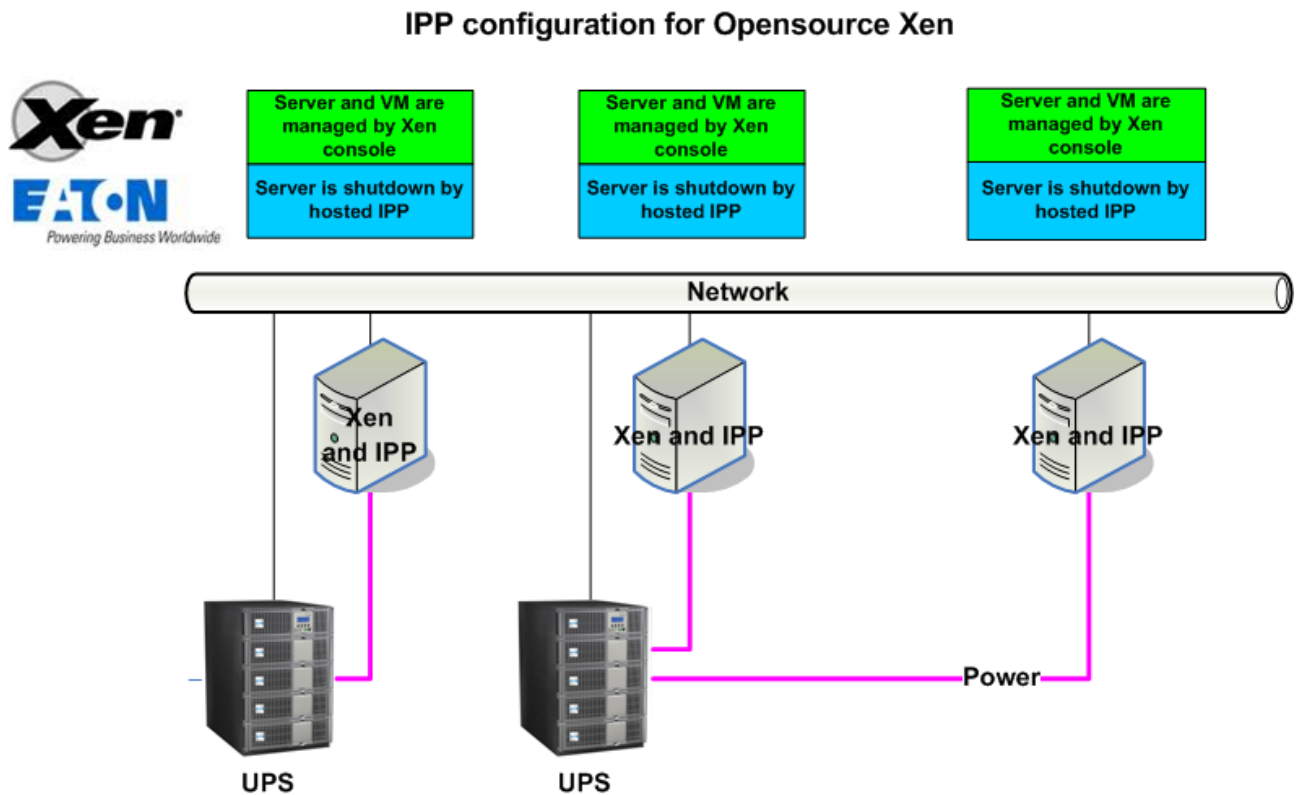 IPP configuration for Opensource Xen
Xen
EATON
Powering Business Worldwide
Server and VM are
managed by Xen
console
Server is shutdown by
hosted IPP
Server and VM are
managed by Xen
console
Server is shutdown by
hosted IPP
Server and VM are
managed by Xen
console
Server is shutdown by
hosted IPP
Network
Xen
and IPP
Xen and IPP
Xen and IPP
Power
UPS
UPS